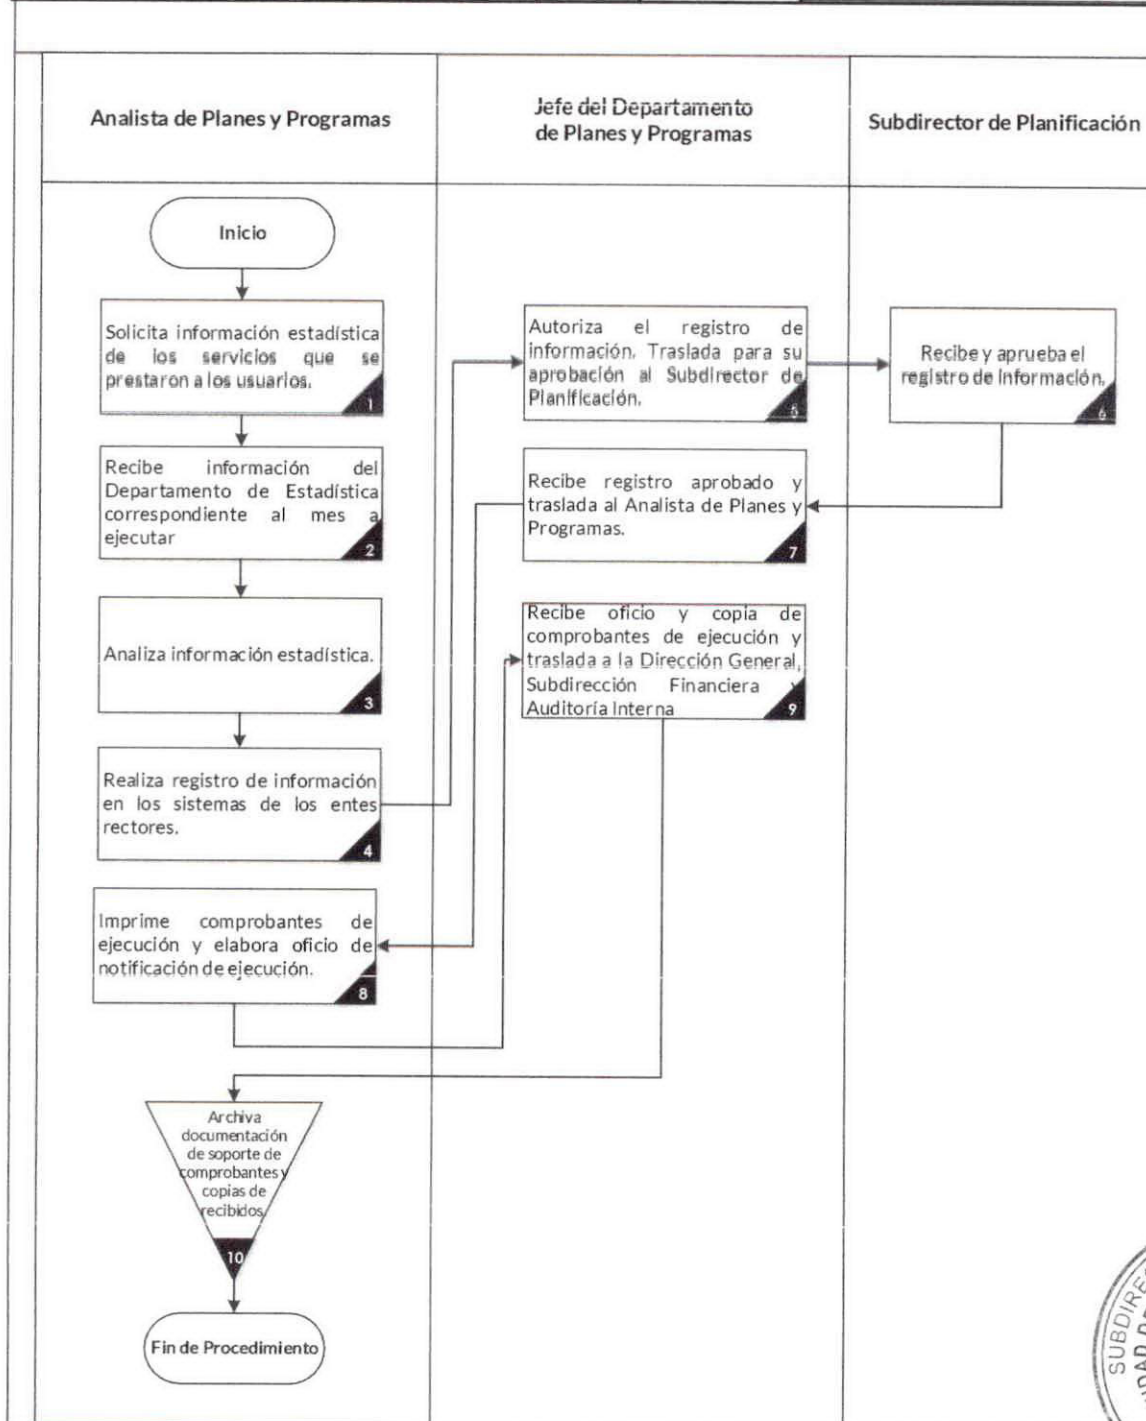 Analista de Planes y Programas
Jefe del Departamento
de Planes y Programas
Subdirector de Planificación
Inicio
Solicita información estadística
de los servicios que se
prestaron a los usuarios.
1
Recibe información del
Departamento de Estadística
correspondiente al mes a
ejecutar
2
Analiza información estadística.
3
Realiza registro de información
en los sistemas de los entes
rectores.
4
Autoriza el registro de
información. Traslada para su
aprobación al Subdirector de
Planificación.
5
Recibe y aprueba el
registro de información.
6
Recibe registro aprobado y
traslada al Analista de Planes y
Programas.
7
Imprime comprobantes de
ejecución y elabora oficio de
notificación de ejecución.
8
Recibe oficio y copia de
comprobantes de ejecución y
traslada a la Dirección General,
Subdirección Financiera y
Auditoría Interna
9
Archiva
documentación
de soporte de
comprobantes y
copias de
recibidos
10
Fin de Procedimiento